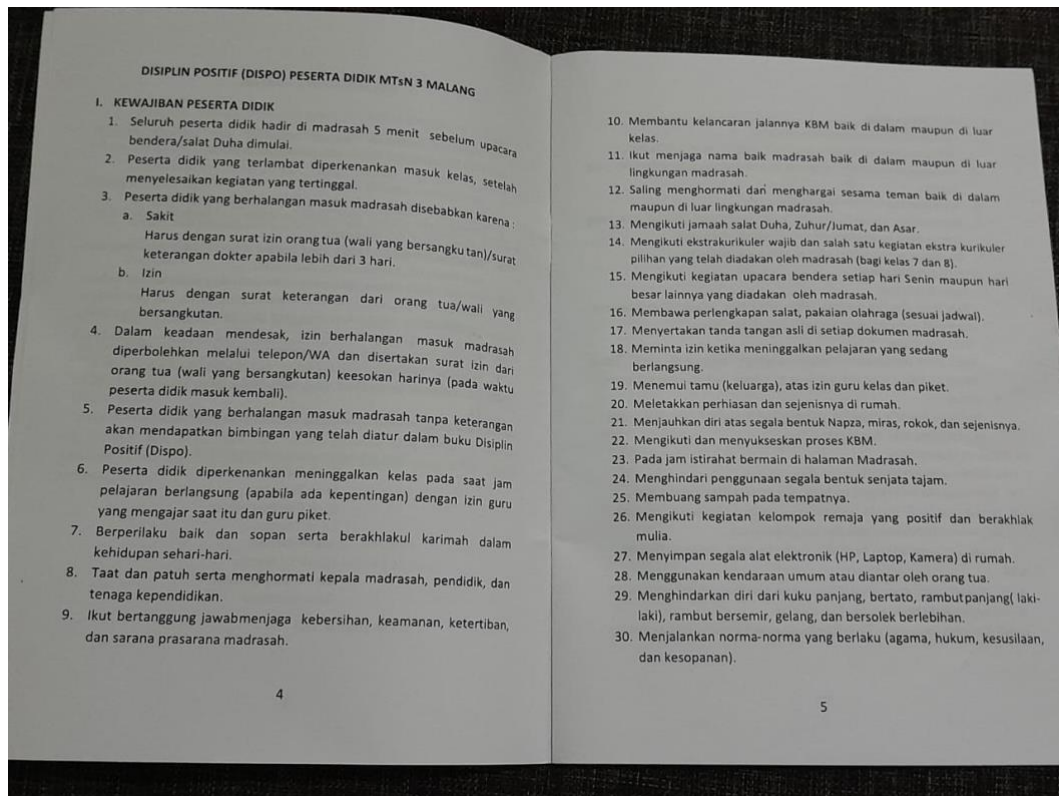 DISIPLIN POSITIF (DISPO) PESERTA DIDIK MTsN 3 MALANG
I. KEWAJIBAN PESERTA DIDIK
1. Seluruh peserta didik hadir di madrasah 5 menit sebelum upacara
bendera/salat Duha dimulai.
2. Peserta didik yang terlambat diperkenankan masuk kelas, setelah
menyelesaikan kegiatan yang tertinggal.
3. Peserta didik yang berhalangan masuk madrasah disebabkan karena :
a. Sakit
Harus dengan surat izin orang tua (wali yang bersangku tan)/surat
keterangan dokter apabila lebih dari 3 hari.
b. Izin
Harus dengan surat keterangan dari orang tua/wali yang
bersangkutan.
4. Dalam keadaan mendesak, izin berhalangan masuk madrasah
diperbolehkan melalui telepon/WA dan disertakan surat izin dari
orang tua (wali yang bersangkutan) keesokan harinya (pada waktu
peserta didik masuk kembali).
5. Peserta didik yang berhalangan masuk madrasah tanpa keterangan
akan mendapatkan bimbingan yang telah diatur dalam buku Disiplin
Positif (Dispo).
6. Peserta didik diperkenankan meninggalkan kelas pada saat jam
pelajaran berlangsung (apabila ada kepentingan) dengan izin guru
yang mengajar saat itu dan guru piket.
7. Berperilaku baik dan sopan serta berakhlakul karimah dalam
kehidupan sehari-hari.
8. Taat dan patuh serta menghormati kepala madrasah, pendidik, dan
tenaga kependidikan.
9. Ikut bertanggung jawabmenjaga kebersihan, keamanan, ketertiban,
dan sarana prasarana madrasah.
4
10. Membantu kelancaran jalannya KBM baik di dalam maupun di luar
kelas.
11. Ikut menjaga nama baik madrasah baik di dalam maupun di luar
lingkungan madrasah.
12. Saling menghormati dan menghargai sesama teman baik di dalam
maupun di luar lingkungan madrasah.
13. Mengikuti jamaah salat Duha, Zuhur/Jumat, dan Asar.
14. Mengikuti ekstrakurikuler wajib dan salah satu kegiatan ekstra kurikuler
pilihan yang telah diadakan oleh madrasah (bagi kelas 7 dan 8).
15. Mengikuti kegiatan upacara bendera setiap hari Senin maupun hari
besar lainnya yang diadakan oleh madrasah.
16. Membawa perlengkapan salat, pakaian olahraga (sesuai jadwal).
17. Menyertakan tanda tangan asli di setiap dokumen madrasah.
18. Meminta izin ketika meninggalkan pelajaran yang sedang
berlangsung.
19. Menemui tamu (keluarga), atas izin guru kelas dan piket.
20. Meletakkan perhiasan dan sejenisnya di rumah.
21. Menjauhkan diri atas segala bentuk Napza, miras, rokok, dan sejenisnya.
22. Mengikuti dan menyukseskan proses KBM.
23. Pada jam istirahat bermain di halaman Madrasah.
24. Menghindari penggunaan segala bentuk senjata tajam.
25. Membuang sampah pada tempatnya.
26. Mengikuti kegiatan kelompok remaja yang positif dan berakhlak
mulia.
27. Menyimpan segala alat elektronik (HP, Laptop, Kamera) di rumah.
28. Menggunakan kendaraan umum atau diantar oleh orang tua.
29. Menghindarkan diri dari kuku panjang, bertato, rambutpanjang( laki-
laki), rambut bersemir, gelang, dan bersolek berlebihan.
30. Menjalankan norma-norma yang berlaku (agama, hukum, kesusilaan,
dan kesopanan).
5